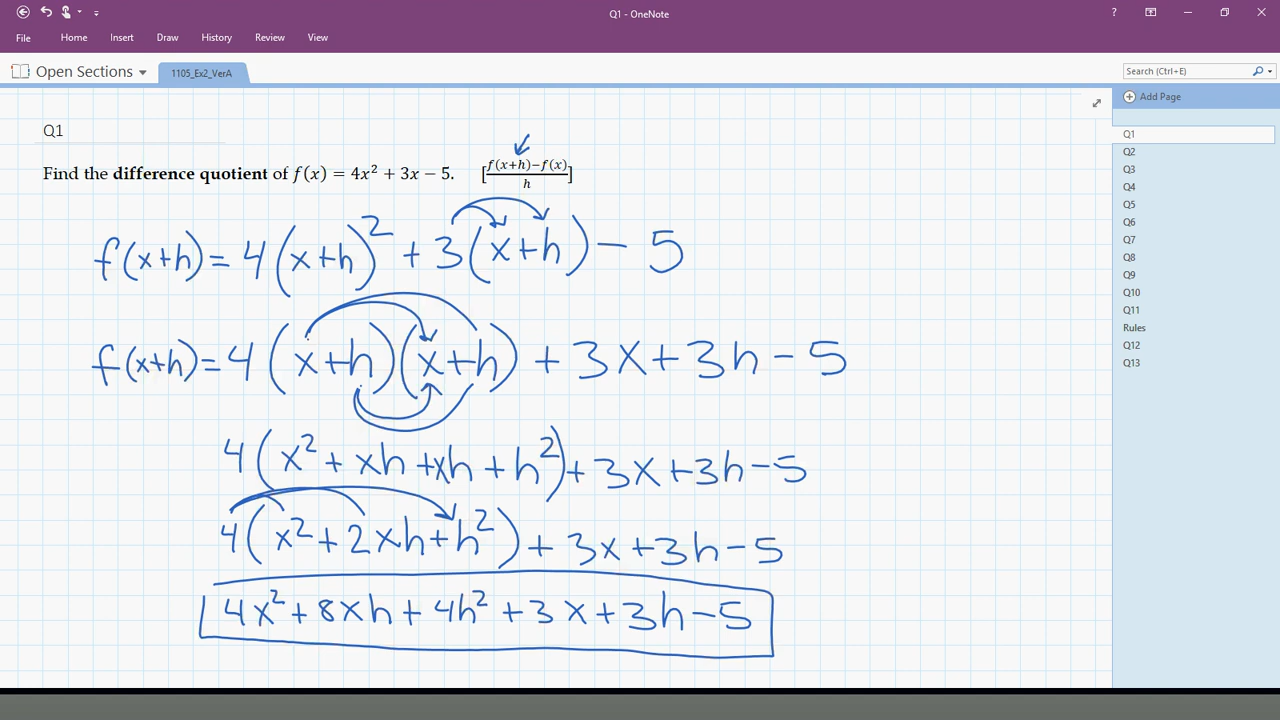 Q1 - OneNote
?
File Home Insert Draw History Review View
Open Sections 1105_Ex2_VerA Search (Ctrl+E)
Add Page
Q1
Find the difference quotient of f(x) = 4x² + 3x − 5. [f(x+h)−f(x)/h]
f(x+h) = 4(x+h)² + 3(x+h) − 5
f(x+h) = 4(x+h)(x+h) + 3x + 3h − 5
4(x² + xh + xh + h²) + 3x + 3h − 5
4(x² + 2xh + h²) + 3x + 3h − 5
4x² + 8xh + 4h² + 3x + 3h − 5
Q1
Q2
Q3
Q4
Q5
Q6
Q7
Q8
Q9
Q10
Q11
Rules
Q12
Q13